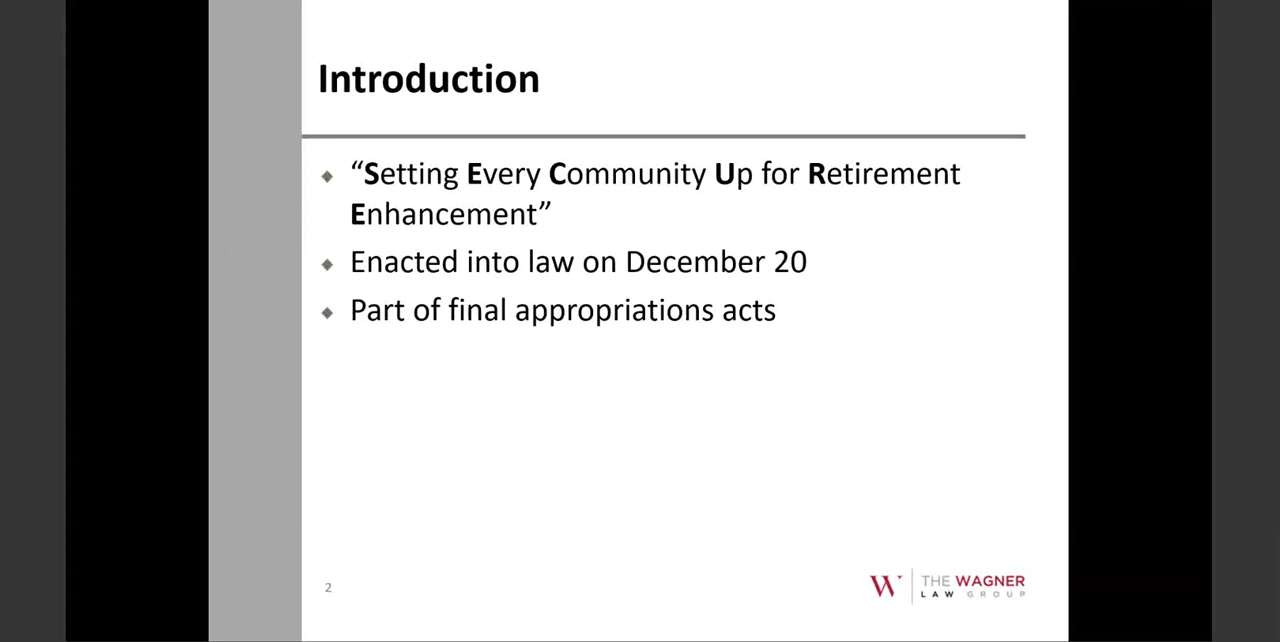 Introduction
“Setting Every Community Up for Retirement
Enhancement”
Enacted into law on December 20
Part of final appropriations acts
2
W THE WAGNER
LAW GROUP